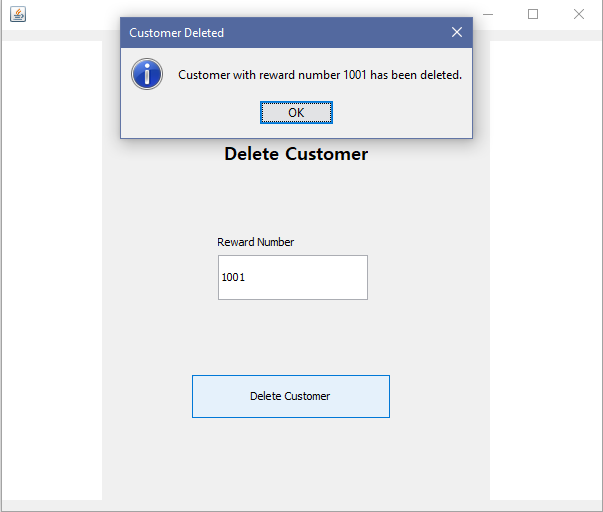 Customer Deleted
Customer with reward number 1001 has been deleted.
OK
Delete Customer
Reward Number
1001
Delete Customer